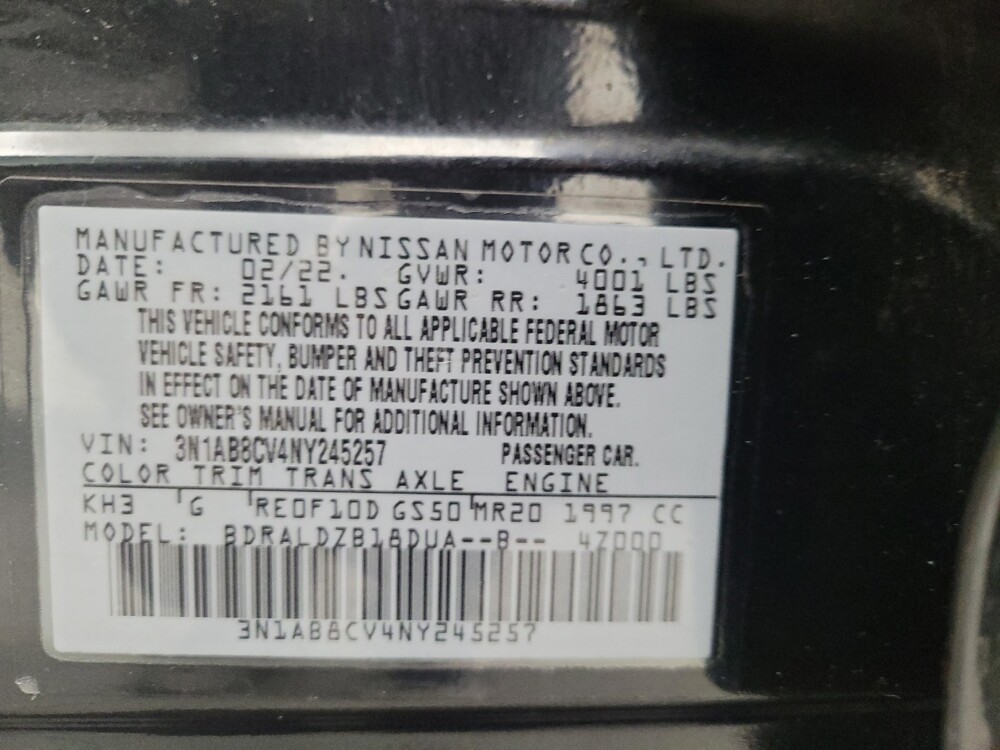 MANUFACTURED BY NISSAN MOTOR CO., LTD.
DATE: 02/22. GVWR: 4001 LBS
GAWR FR: 2161 LBS GAWR RR: 1863 LBS
THIS VEHICLE CONFORMS TO ALL APPLICABLE FEDERAL MOTOR
VEHICLE SAFETY, BUMPER AND THEFT PREVENTION STANDARDS
IN EFFECT ON THE DATE OF MANUFACTURE SHOWN ABOVE.
SEE OWNER'S MANUAL FOR ADDITIONAL INFORMATION.
VIN: 3N1AB8CV4NY245257 PASSENGER CAR.
COLOR TRIM TRANS AXLE ENGINE
KH3 G RE0F10D GS50 MR20 1997 CC
MODEL: BDRALDZB18DUA--B-- 47000
3N1AB8CV4NY245257